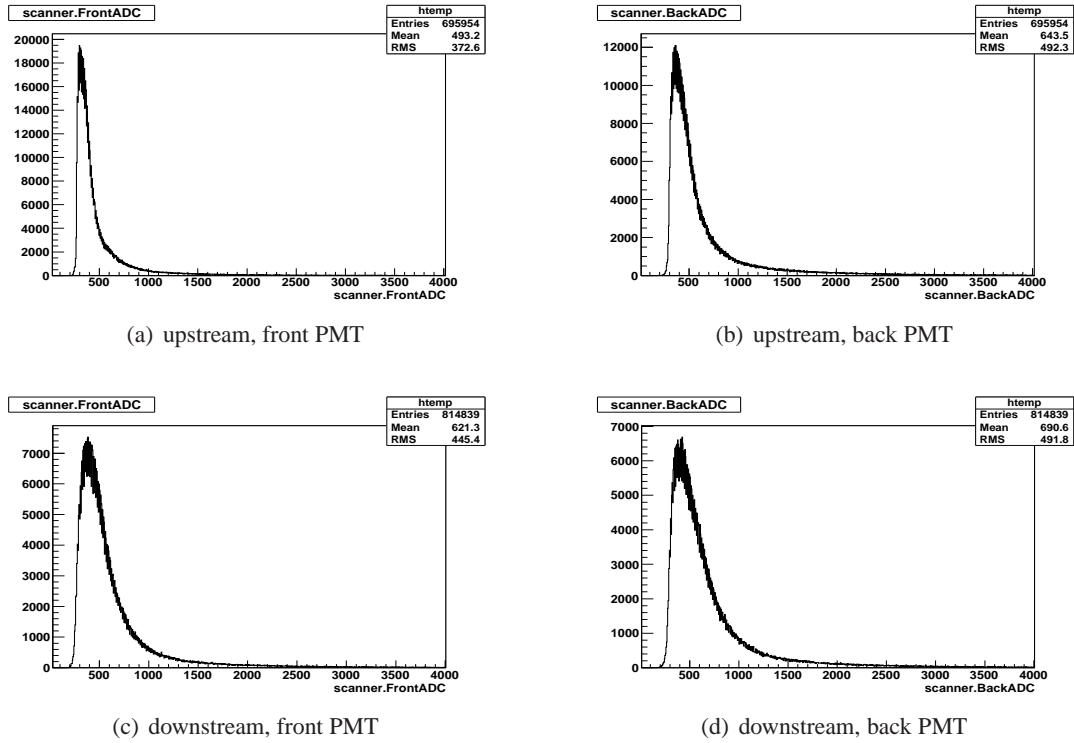 scanner.FrontADC
htemp
Entries 695954
Mean 493.2
RMS 372.6
20000
18000
16000
14000
12000
10000
8000
6000
4000
2000
0
500 1000 1500 2000 2500 3000 3500 4000
scanner.FrontADC
(a) upstream, front PMT
scanner.BackADC
htemp
Entries 695954
Mean 643.5
RMS 492.3
12000
10000
8000
6000
4000
2000
0
500 1000 1500 2000 2500 3000 3500 4000
scanner.BackADC
(b) upstream, back PMT
scanner.FrontADC
htemp
Entries 814839
Mean 621.3
RMS 445.4
7000
6000
5000
4000
3000
2000
1000
0
500 1000 1500 2000 2500 3000 3500 4000
scanner.FrontADC
(c) downstream, front PMT
scanner.BackADC
htemp
Entries 814839
Mean 690.6
RMS 491.8
7000
6000
5000
4000
3000
2000
1000
0
500 1000 1500 2000 2500 3000 3500 4000
scanner.BackADC
(d) downstream, back PMT